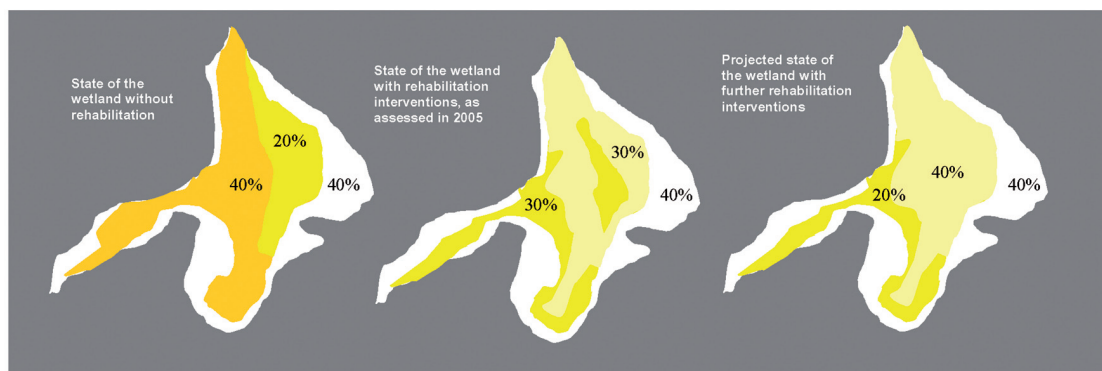 State of the
wetland without
rehabilitation
20%
40%
40%
State of the wetland
with rehabilitation
interventions, as
assessed in 2005
30%
40%
30%
Projected state of
the wetland with
further rehabilitation
interventions
40%
40%
20%